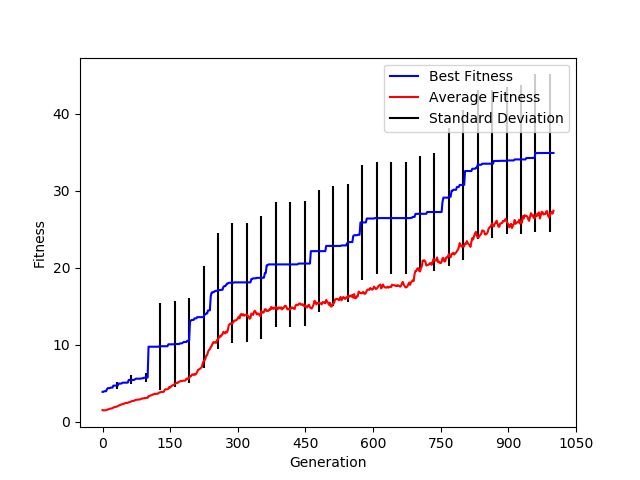 Best Fitness
Average Fitness
Standard Deviation
Fitness
40
30
20
10
0
0 150 300 450 600 750 900 1050
Generation